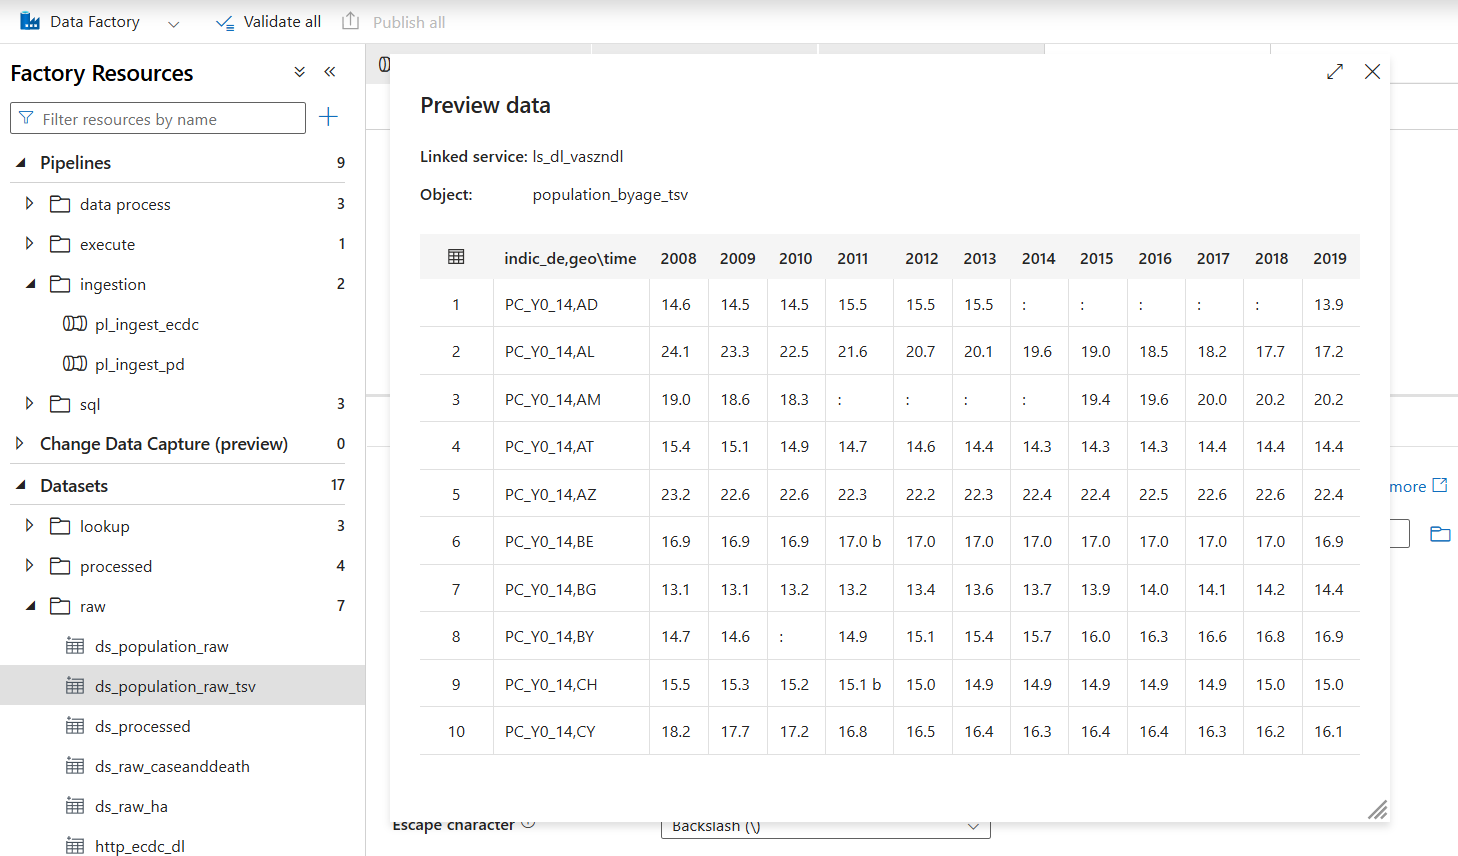 Data Factory Validate all Publish all
Factory Resources
Filter resources by name
Pipelines 9
data process 3
execute 1
ingestion 2
pl_ingest_ecdc
pl_ingest_pd
sql 3
Change Data Capture (preview) 0
Datasets 17
lookup 3
processed 4
raw 7
ds_population_raw
ds_population_raw_tsv
ds_processed
ds_raw_caseanddeath
ds_raw_ha
http_ecdc_dl
Preview data
Linked service: ls_dl_vaszndl
Object: population_byage_tsv
indic_de,geo\time 2008 2009 2010 2011 2012 2013 2014 2015 2016 2017 2018 2019
1 PC_Y0_14,AD 14.6 14.5 14.5 15.5 15.5 15.5 : : : : : 13.9
2 PC_Y0_14,AL 24.1 23.3 22.5 21.6 20.7 20.1 19.6 19.0 18.5 18.2 17.7 17.2
3 PC_Y0_14,AM 19.0 18.6 18.3 : : : : 19.4 19.6 20.0 20.2 20.2
4 PC_Y0_14,AT 15.4 15.1 14.9 14.7 14.6 14.4 14.3 14.3 14.3 14.4 14.4 14.4
5 PC_Y0_14,AZ 23.2 22.6 22.6 22.3 22.2 22.3 22.4 22.4 22.5 22.6 22.6 22.4
6 PC_Y0_14,BE 16.9 16.9 16.9 17.0 b 17.0 17.0 17.0 17.0 17.0 17.0 17.0 16.9
7 PC_Y0_14,BG 13.1 13.1 13.2 13.2 13.4 13.6 13.7 13.9 14.0 14.1 14.2 14.4
8 PC_Y0_14,BY 14.7 14.6 : 14.9 15.1 15.4 15.7 16.0 16.3 16.6 16.8 16.9
9 PC_Y0_14,CH 15.5 15.3 15.2 15.1 b 15.0 14.9 14.9 14.9 14.9 14.9 15.0 15.0
10 PC_Y0_14,CY 18.2 17.7 17.2 16.8 16.5 16.4 16.3 16.4 16.4 16.3 16.2 16.1
more
Escape character Backslash (\)